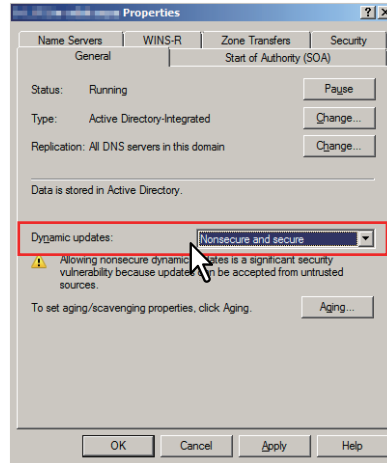 Properties
Name Servers WINS-R Zone Transfers Security
General Start of Authority (SOA)
Status: Running Pause
Type: Active Directory-Integrated Change...
Replication: All DNS servers in this domain Change...
Data is stored in Active Directory.
Dynamic updates: Nonsecure and secure
Allowing nonsecure dynamic is a significant security
vulnerability because updates can be accepted from untrusted
sources.
To set aging/scavenging properties, click Aging. Aging...
OK Cancel Apply Help